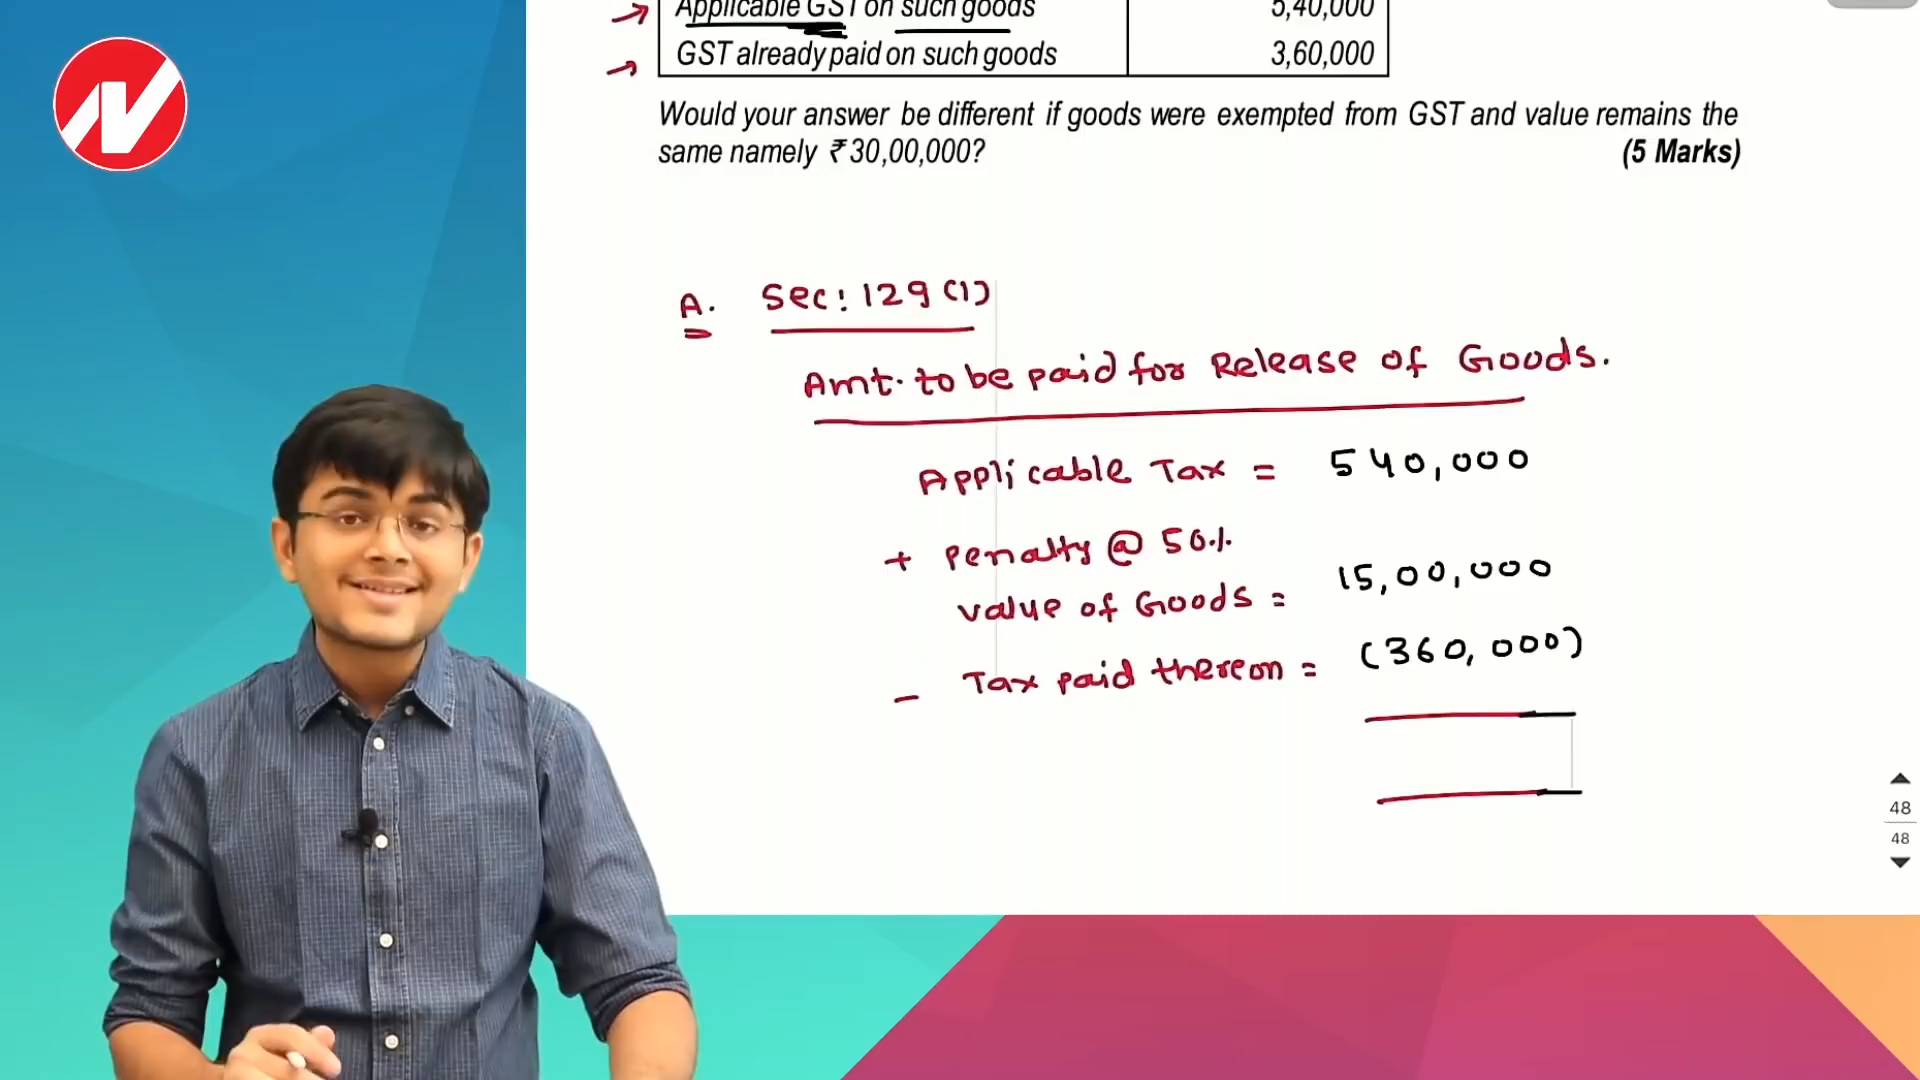 Applicable GST on such goods 5,40,000
GST already paid on such goods 3,60,000
Would your answer be different if goods were exempted from GST and value remains the
same namely ₹ 30,00,000? (5 Marks)
A. Sec: 129 (1)
Amt. to be paid for Release of Goods.
Applicable Tax = 540,000
+ Penalty @ 50%
value of Goods = 15,00,000
- Tax paid thereon = (360,000)
48
48